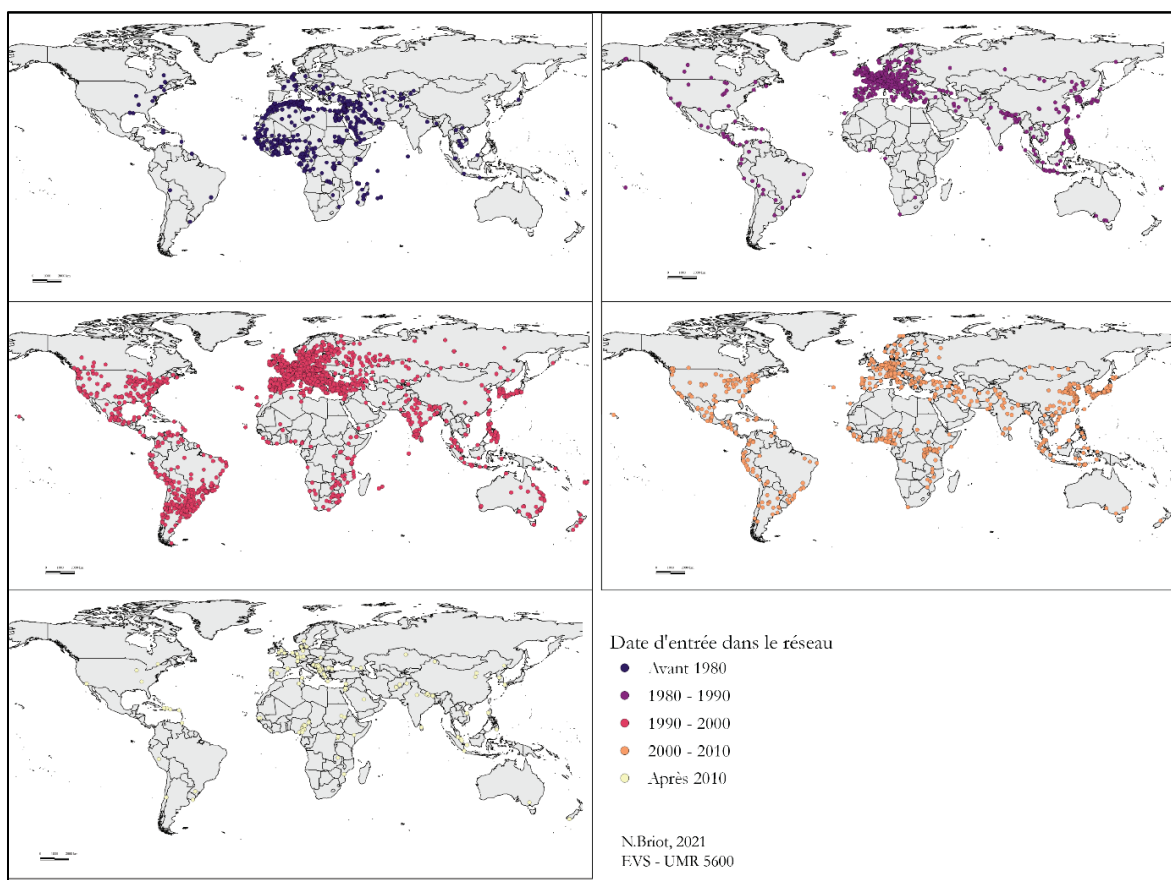 Date d'entrée dans le réseau
Avant 1980
1980 - 1990
1990 - 2000
2000 - 2010
Après 2010
N.Briot, 2021
EVS - UMR 5600